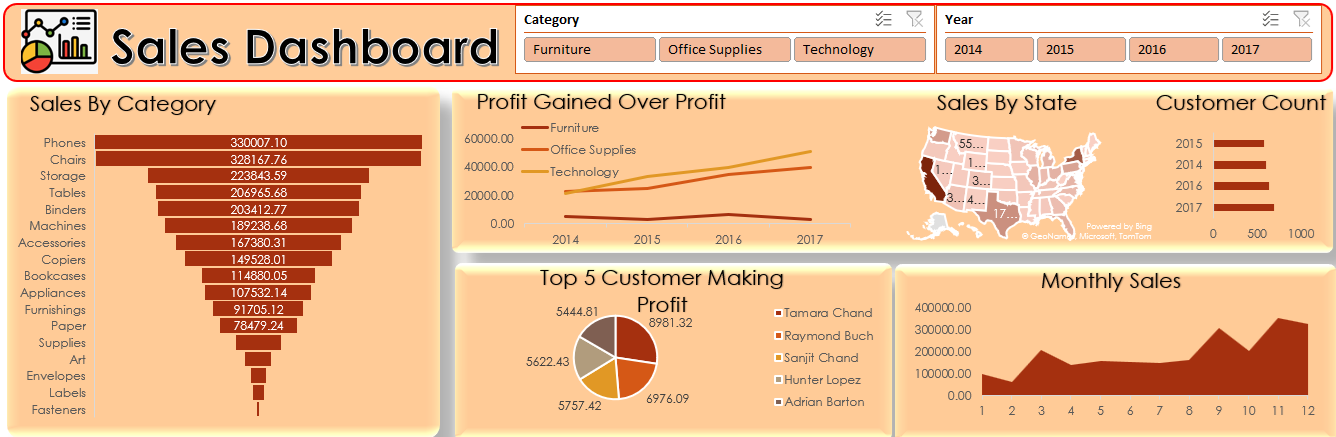 Sales Dashboard
Category
Furniture
Office Supplies
Technology
Year
2014
2015
2016
2017
Sales By Category
Phones 330007.10
Chairs 328167.76
Storage 223843.59
Tables 206965.68
Binders 203412.77
Machines 189238.68
Accessories 167380.31
Copiers 149528.01
Bookcases 114880.05
Appliances 107532.14
Furnishings 91705.12
Paper 78479.24
Supplies
Art
Envelopes
Labels
Fasteners
Profit Gained Over Profit
Furniture
Office Supplies
Technology
60000.00
40000.00
20000.00
0.00
2014 2015 2016 2017
Sales By State
55...
1...
1...
3...
3...
4...
17...
Powered by Bing
© GeoNames, Microsoft, TomTom
Customer Count
2015
2014
2016
2017
0 500 1000
Top 5 Customer Making
Profit
5444.81
8981.32
5622.43
5757.42
6976.09
Tamara Chand
Raymond Buch
Sanjit Chand
Hunter Lopez
Adrian Barton
Monthly Sales
400000.00
300000.00
200000.00
100000.00
0.00
1 2 3 4 5 6 7 8 9 10 11 12